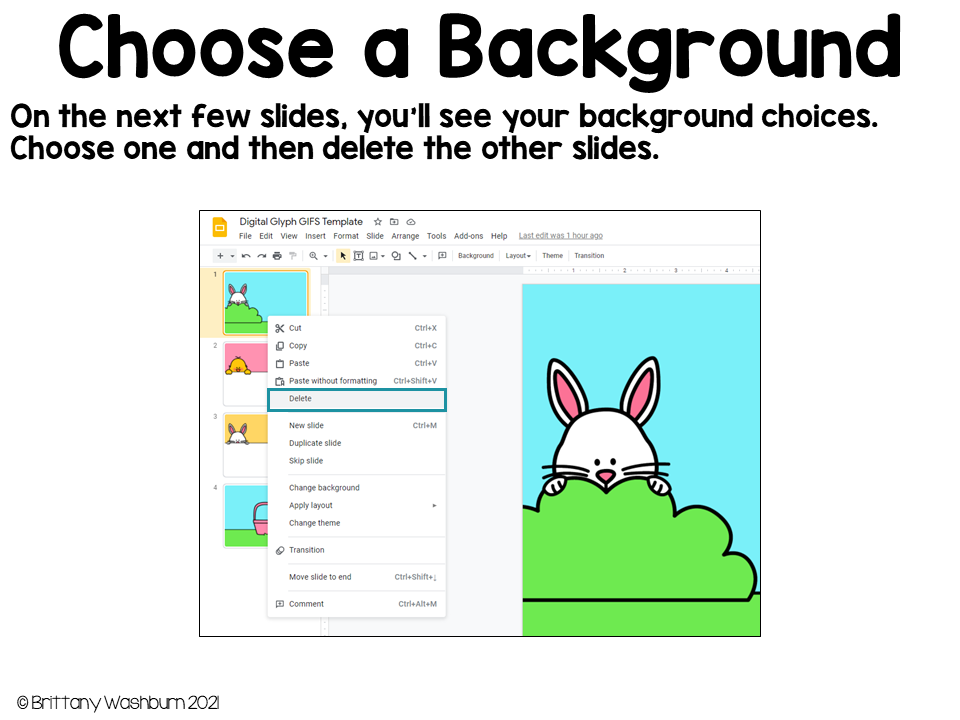 Choose a Background
On the next few slides, you'll see your background choices.
Choose one and then delete the other slides.
Digital Glyph GIFS Template
File Edit View Insert Format Slide Arrange Tools Add-ons Help Last edit was 1 hour ago
Background Layout Theme Transition
1 2 3 4
1
2
3
4
Cut Ctrl+X
Copy Ctrl+C
Paste Ctrl+V
Paste without formatting Ctrl+Shift+V
Delete
New slide Ctrl+M
Duplicate slide
Skip slide
Change background
Apply layout
Change theme
Transition
Move slide to end Ctrl+Shift+↓
Comment Ctrl+Alt+M
© Brittany Washburn 2021